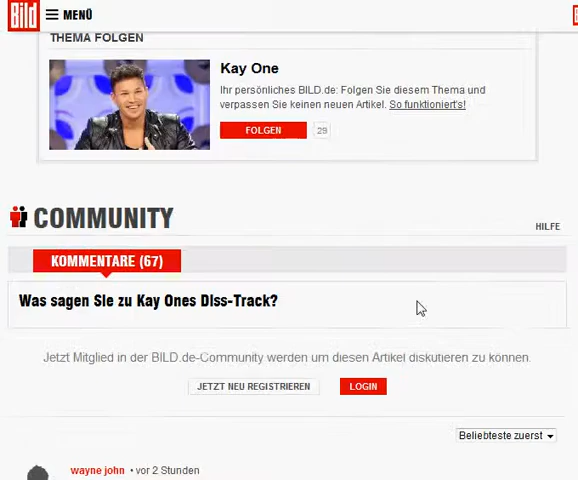 Bild MENÜ
THEMA FOLGEN
Kay One
Ihr persönliches BILD.de: Folgen Sie diesem Thema und
verpassen Sie keinen neuen Artikel. So funktioniert's!
FOLGEN 29
COMMUNITY
HILFE
KOMMENTARE (67)
Was sagen Sie zu Kay Ones Diss-Track?
Jetzt Mitglied in der BILD.de-Community werden um diesen Artikel diskutieren zu können.
JETZT NEU REGISTRIEREN LOGIN
Beliebteste zuerst
wayne john • vor 2 Stunden